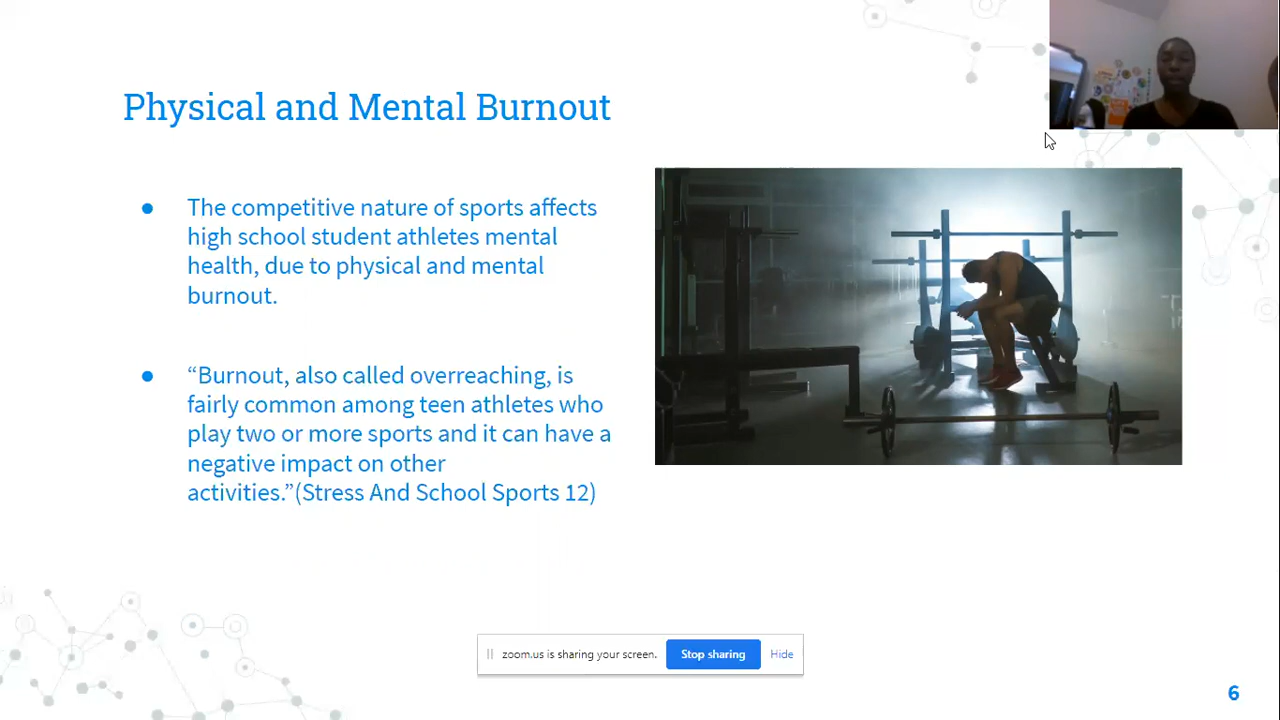 Physical and Mental Burnout
● The competitive nature of sports affects
high school student athletes mental
health, due to physical and mental
burnout.
● “Burnout, also called overreaching, is
fairly common among teen athletes who
play two or more sports and it can have a
negative impact on other
activities.”(Stress And School Sports 12)
zoom.us is sharing your screen. Stop sharing Hide
6